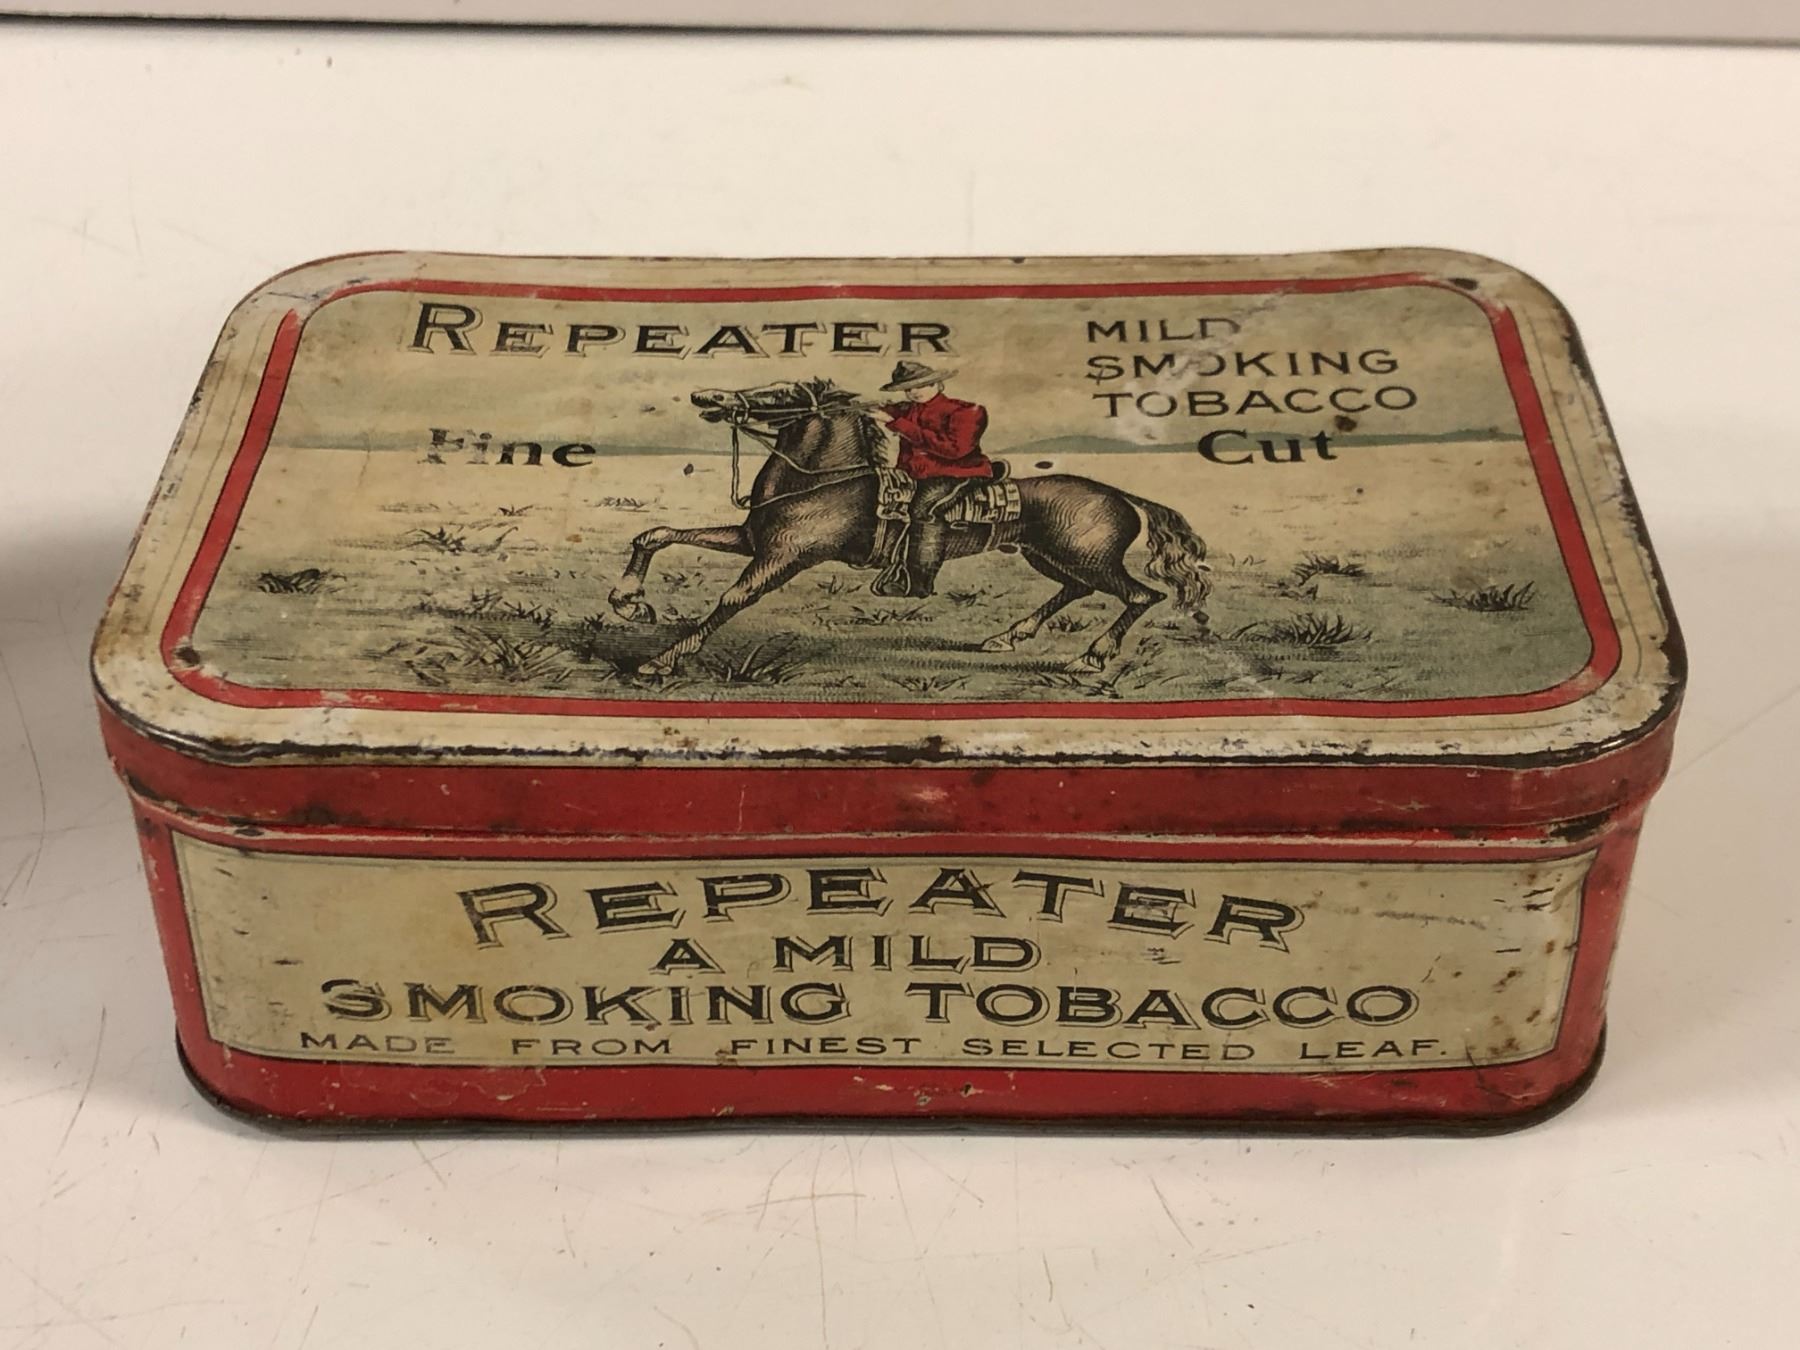 REPEATER
MILD
SMOKING
TOBACCO
Fine Cut
REPEATER
A MILD
SMOKING TOBACCO
MADE FROM FINEST SELECTED LEAF.